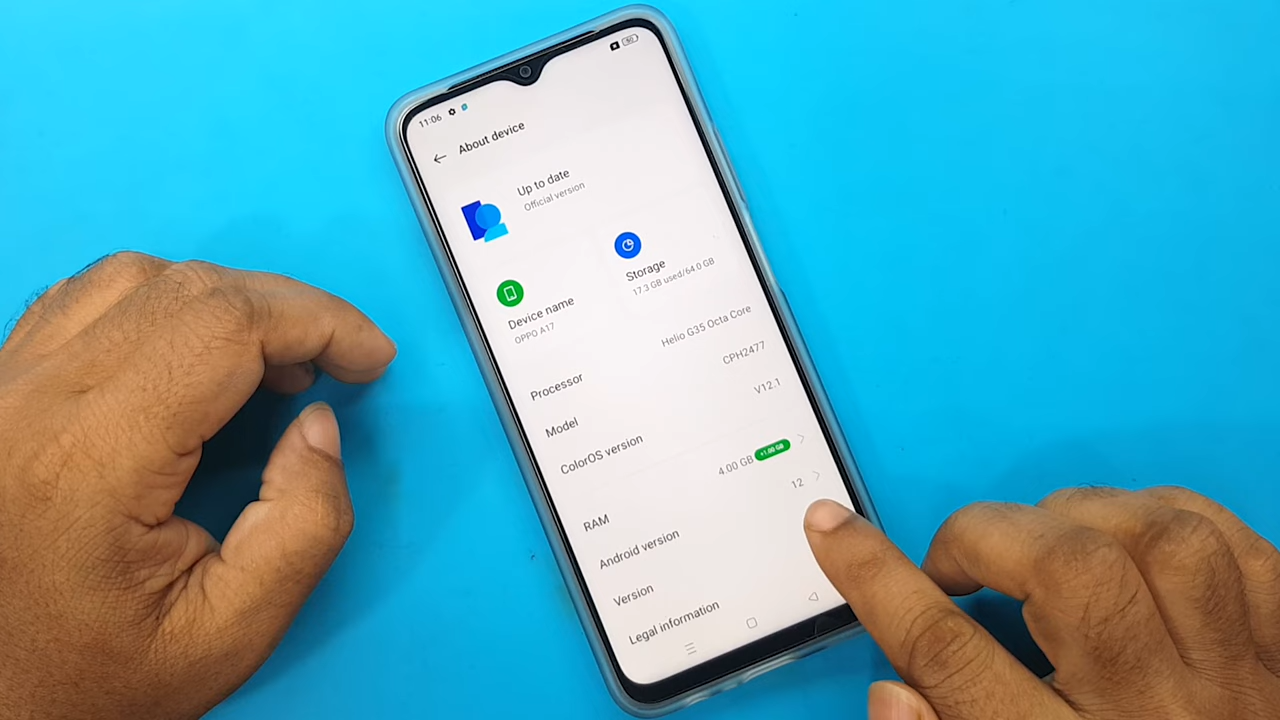 11:06
80
About device
Up to date
Official version
Device name
OPPO A17
Storage
17.3 GB used/64.0 GB
Processor
Helio G35 Octa Core
Model
CPH2477
ColorOS version
V12.1
RAM
4.00 GB +1.00 GB
Android version
12
Version
Legal information